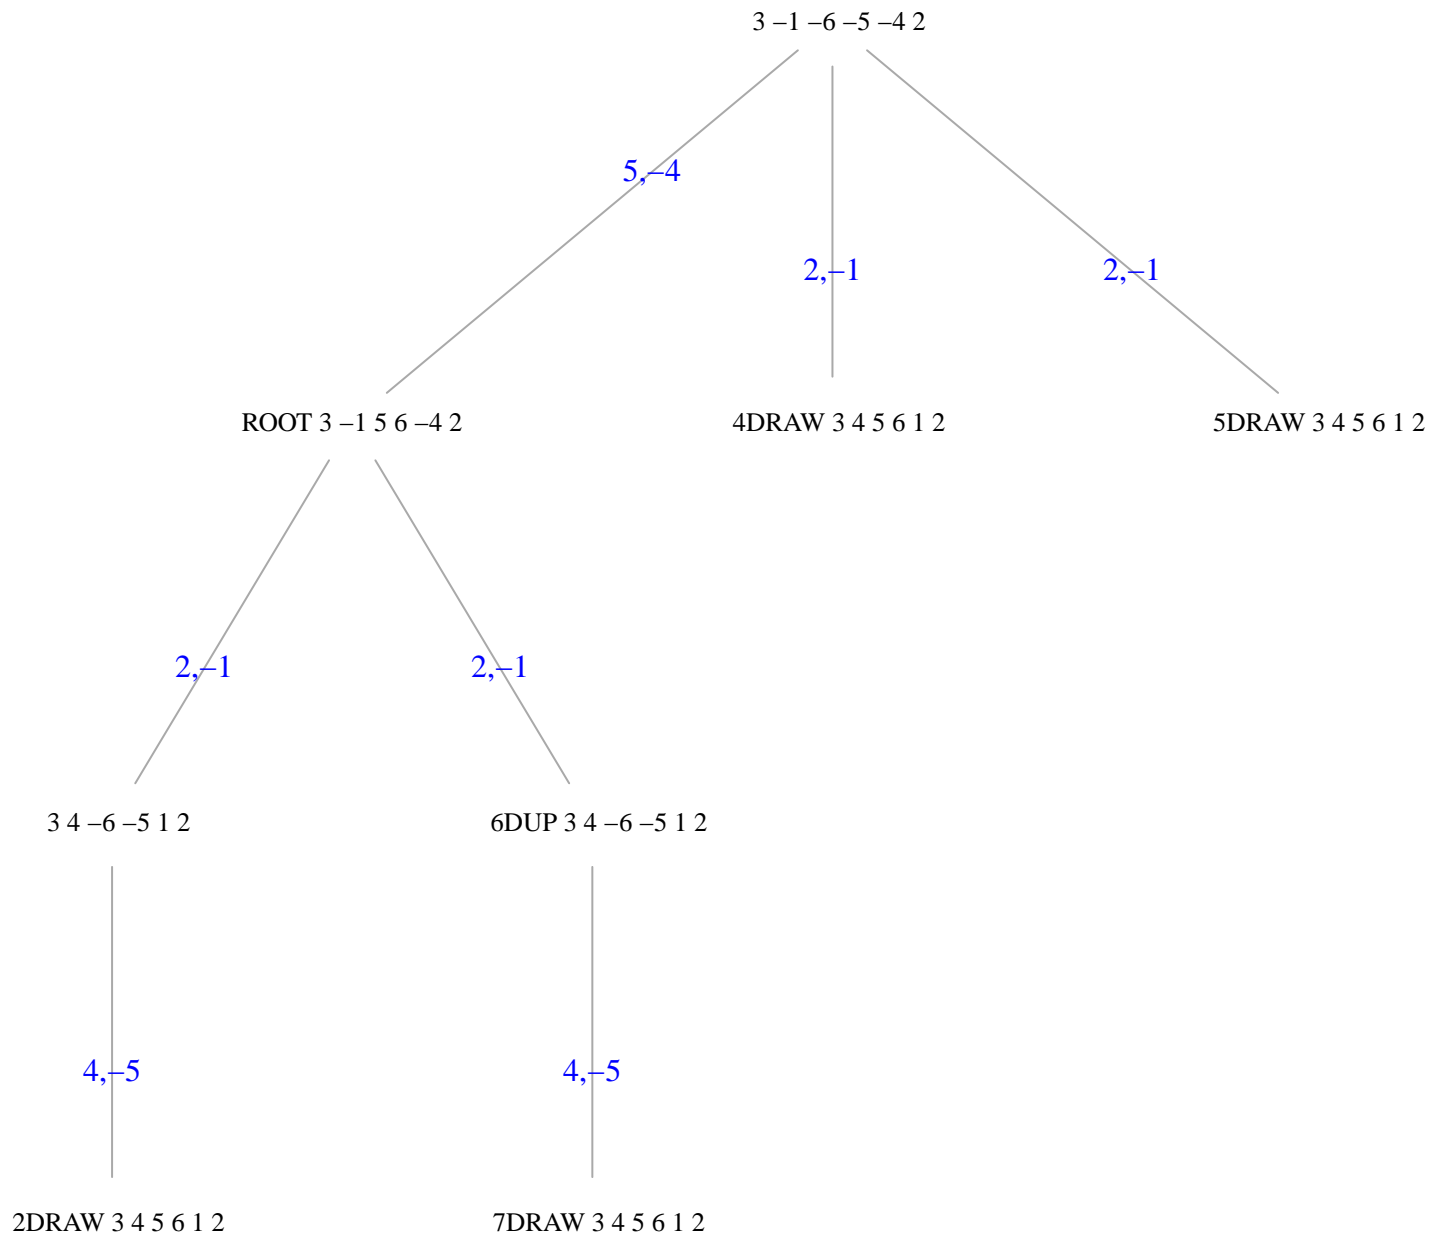 3 –1 –6 –5 –4 2
5,–4
2,–1
2,–1
ROOT 3 –1 5 6 –4 2
4DRAW 3 4 5 6 1 2
5DRAW 3 4 5 6 1 2
2,–1
2,–1
3 4 –6 –5 1 2
6DUP 3 4 –6 –5 1 2
4,–5
4,–5
2DRAW 3 4 5 6 1 2
7DRAW 3 4 5 6 1 2